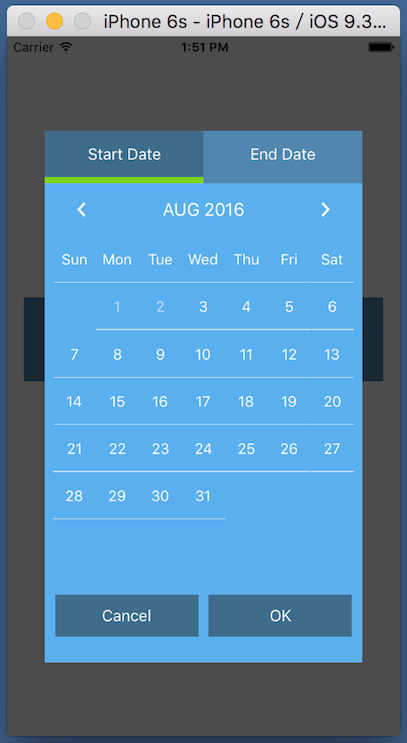 iPhone 6s - iPhone 6s / iOS 9.3...
Carrier 1:51 PM
Start Date End Date
AUG 2016
Sun Mon Tue Wed Thu Fri Sat
1 2 3 4 5 6
7 8 9 10 11 12 13
14 15 16 17 18 19 20
21 22 23 24 25 26 27
28 29 30 31
Cancel OK